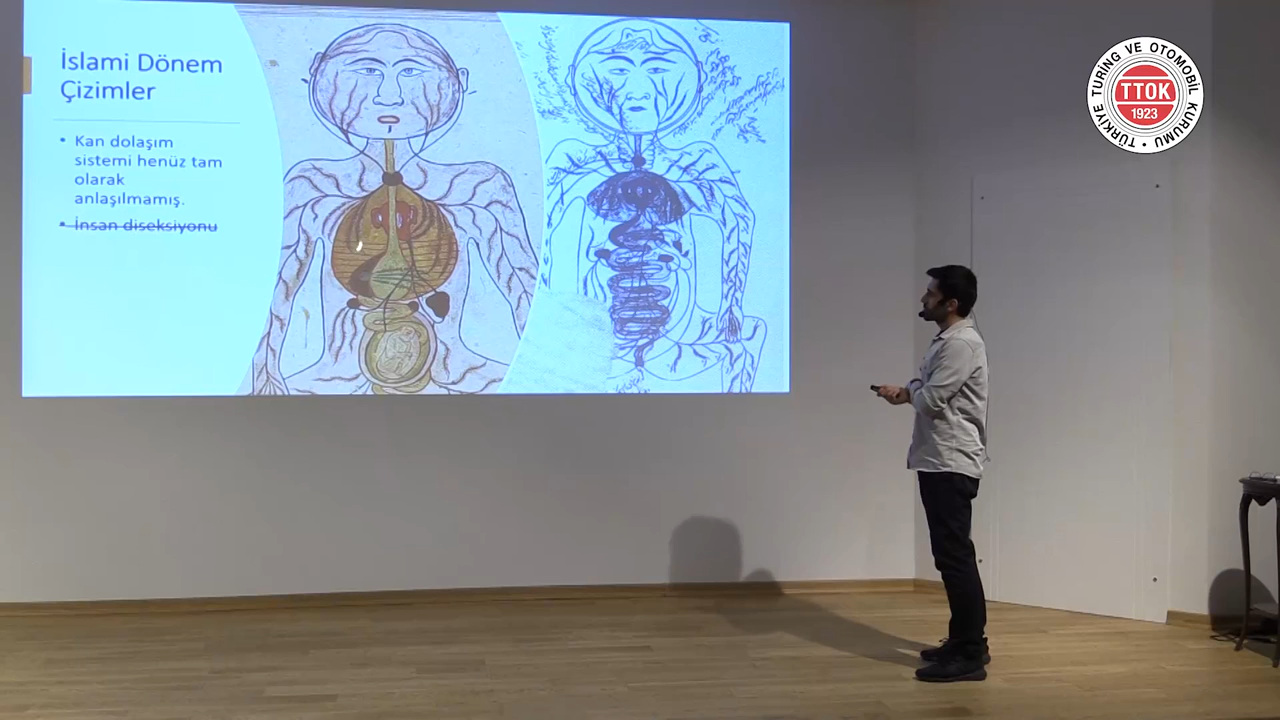 İslami Dönem
Çizimler
• Kan dolaşım
sistemi henüz tam
olarak
anlaşılmamış.
• İnsan diseksiyonu
TÜRKİYE TURİNG VE OTOMOBİL KURUMU •
TTOK
1923